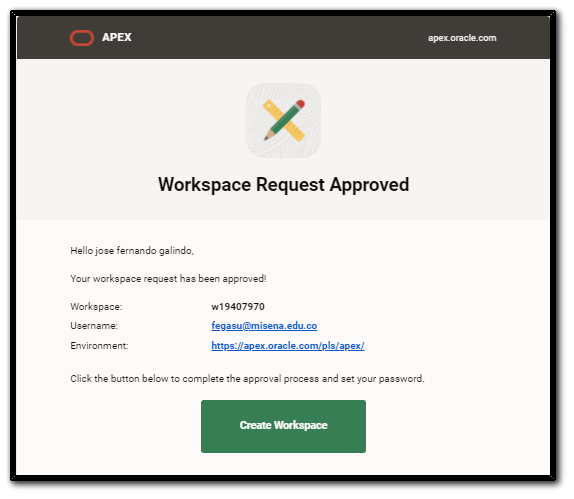 APEX apex.oracle.com
Workspace Request Approved
Hello jose fernando galindo,
Your workspace request has been approved!
Workspace: w19407970
Username: fegasu@misena.edu.co
Environment: https://apex.oracle.com/pls/apex/
Click the button below to complete the approval process and set your password.
Create Workspace